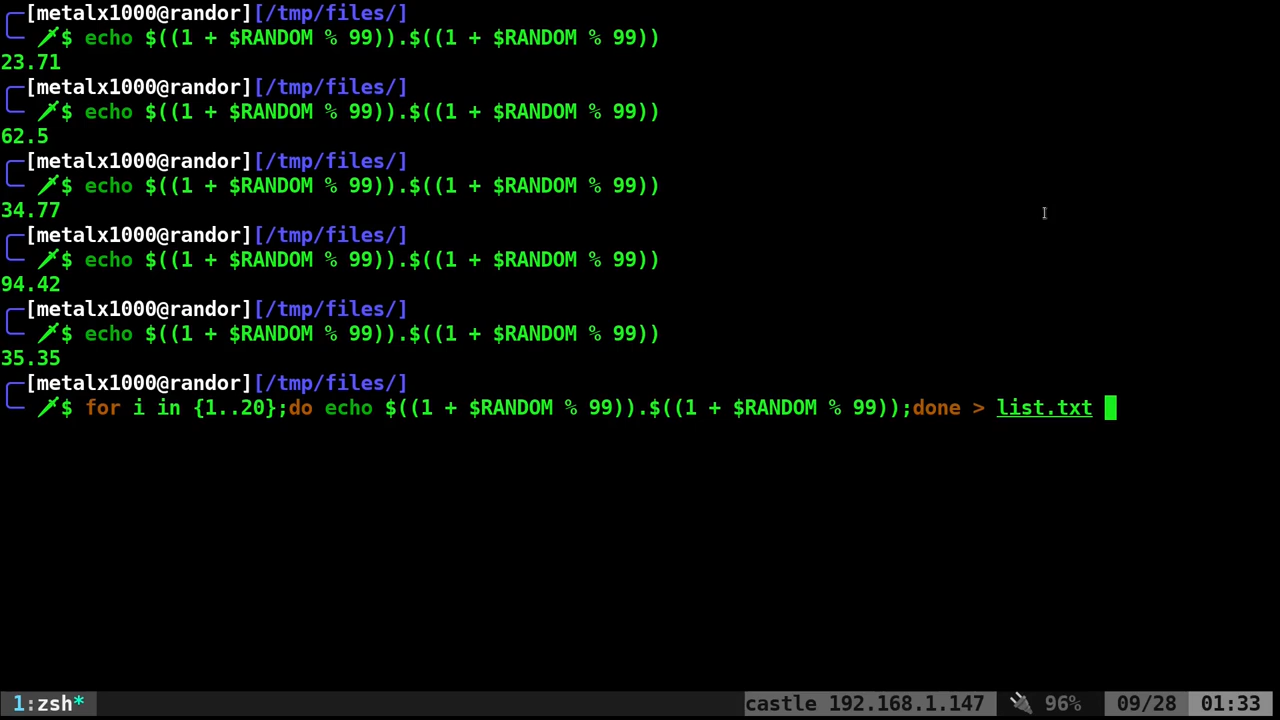 [metalx1000@randor][/tmp/files/]
$ echo $((1 + $RANDOM % 99)).$((1 + $RANDOM % 99))
23.71
[metalx1000@randor][/tmp/files/]
$ echo $((1 + $RANDOM % 99)).$((1 + $RANDOM % 99))
62.5
[metalx1000@randor][/tmp/files/]
$ echo $((1 + $RANDOM % 99)).$((1 + $RANDOM % 99))
34.77
[metalx1000@randor][/tmp/files/]
$ echo $((1 + $RANDOM % 99)).$((1 + $RANDOM % 99))
94.42
[metalx1000@randor][/tmp/files/]
$ echo $((1 + $RANDOM % 99)).$((1 + $RANDOM % 99))
35.35
[metalx1000@randor][/tmp/files/]
$ for i in {1..20};do echo $((1 + $RANDOM % 99)).$((1 + $RANDOM % 99));done > list.txt
1:zsh* castle 192.168.1.147 96% 09/28 01:33